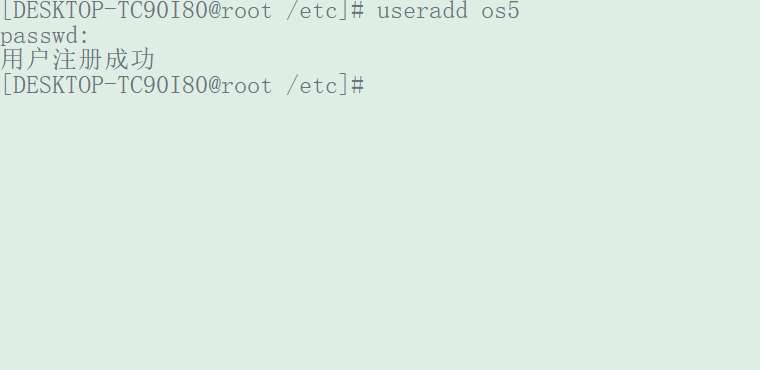 [DESKTOP-TC90I80@root /etc]# useradd os5
passwd:
用户注册成功
[DESKTOP-TC90I80@root /etc]#